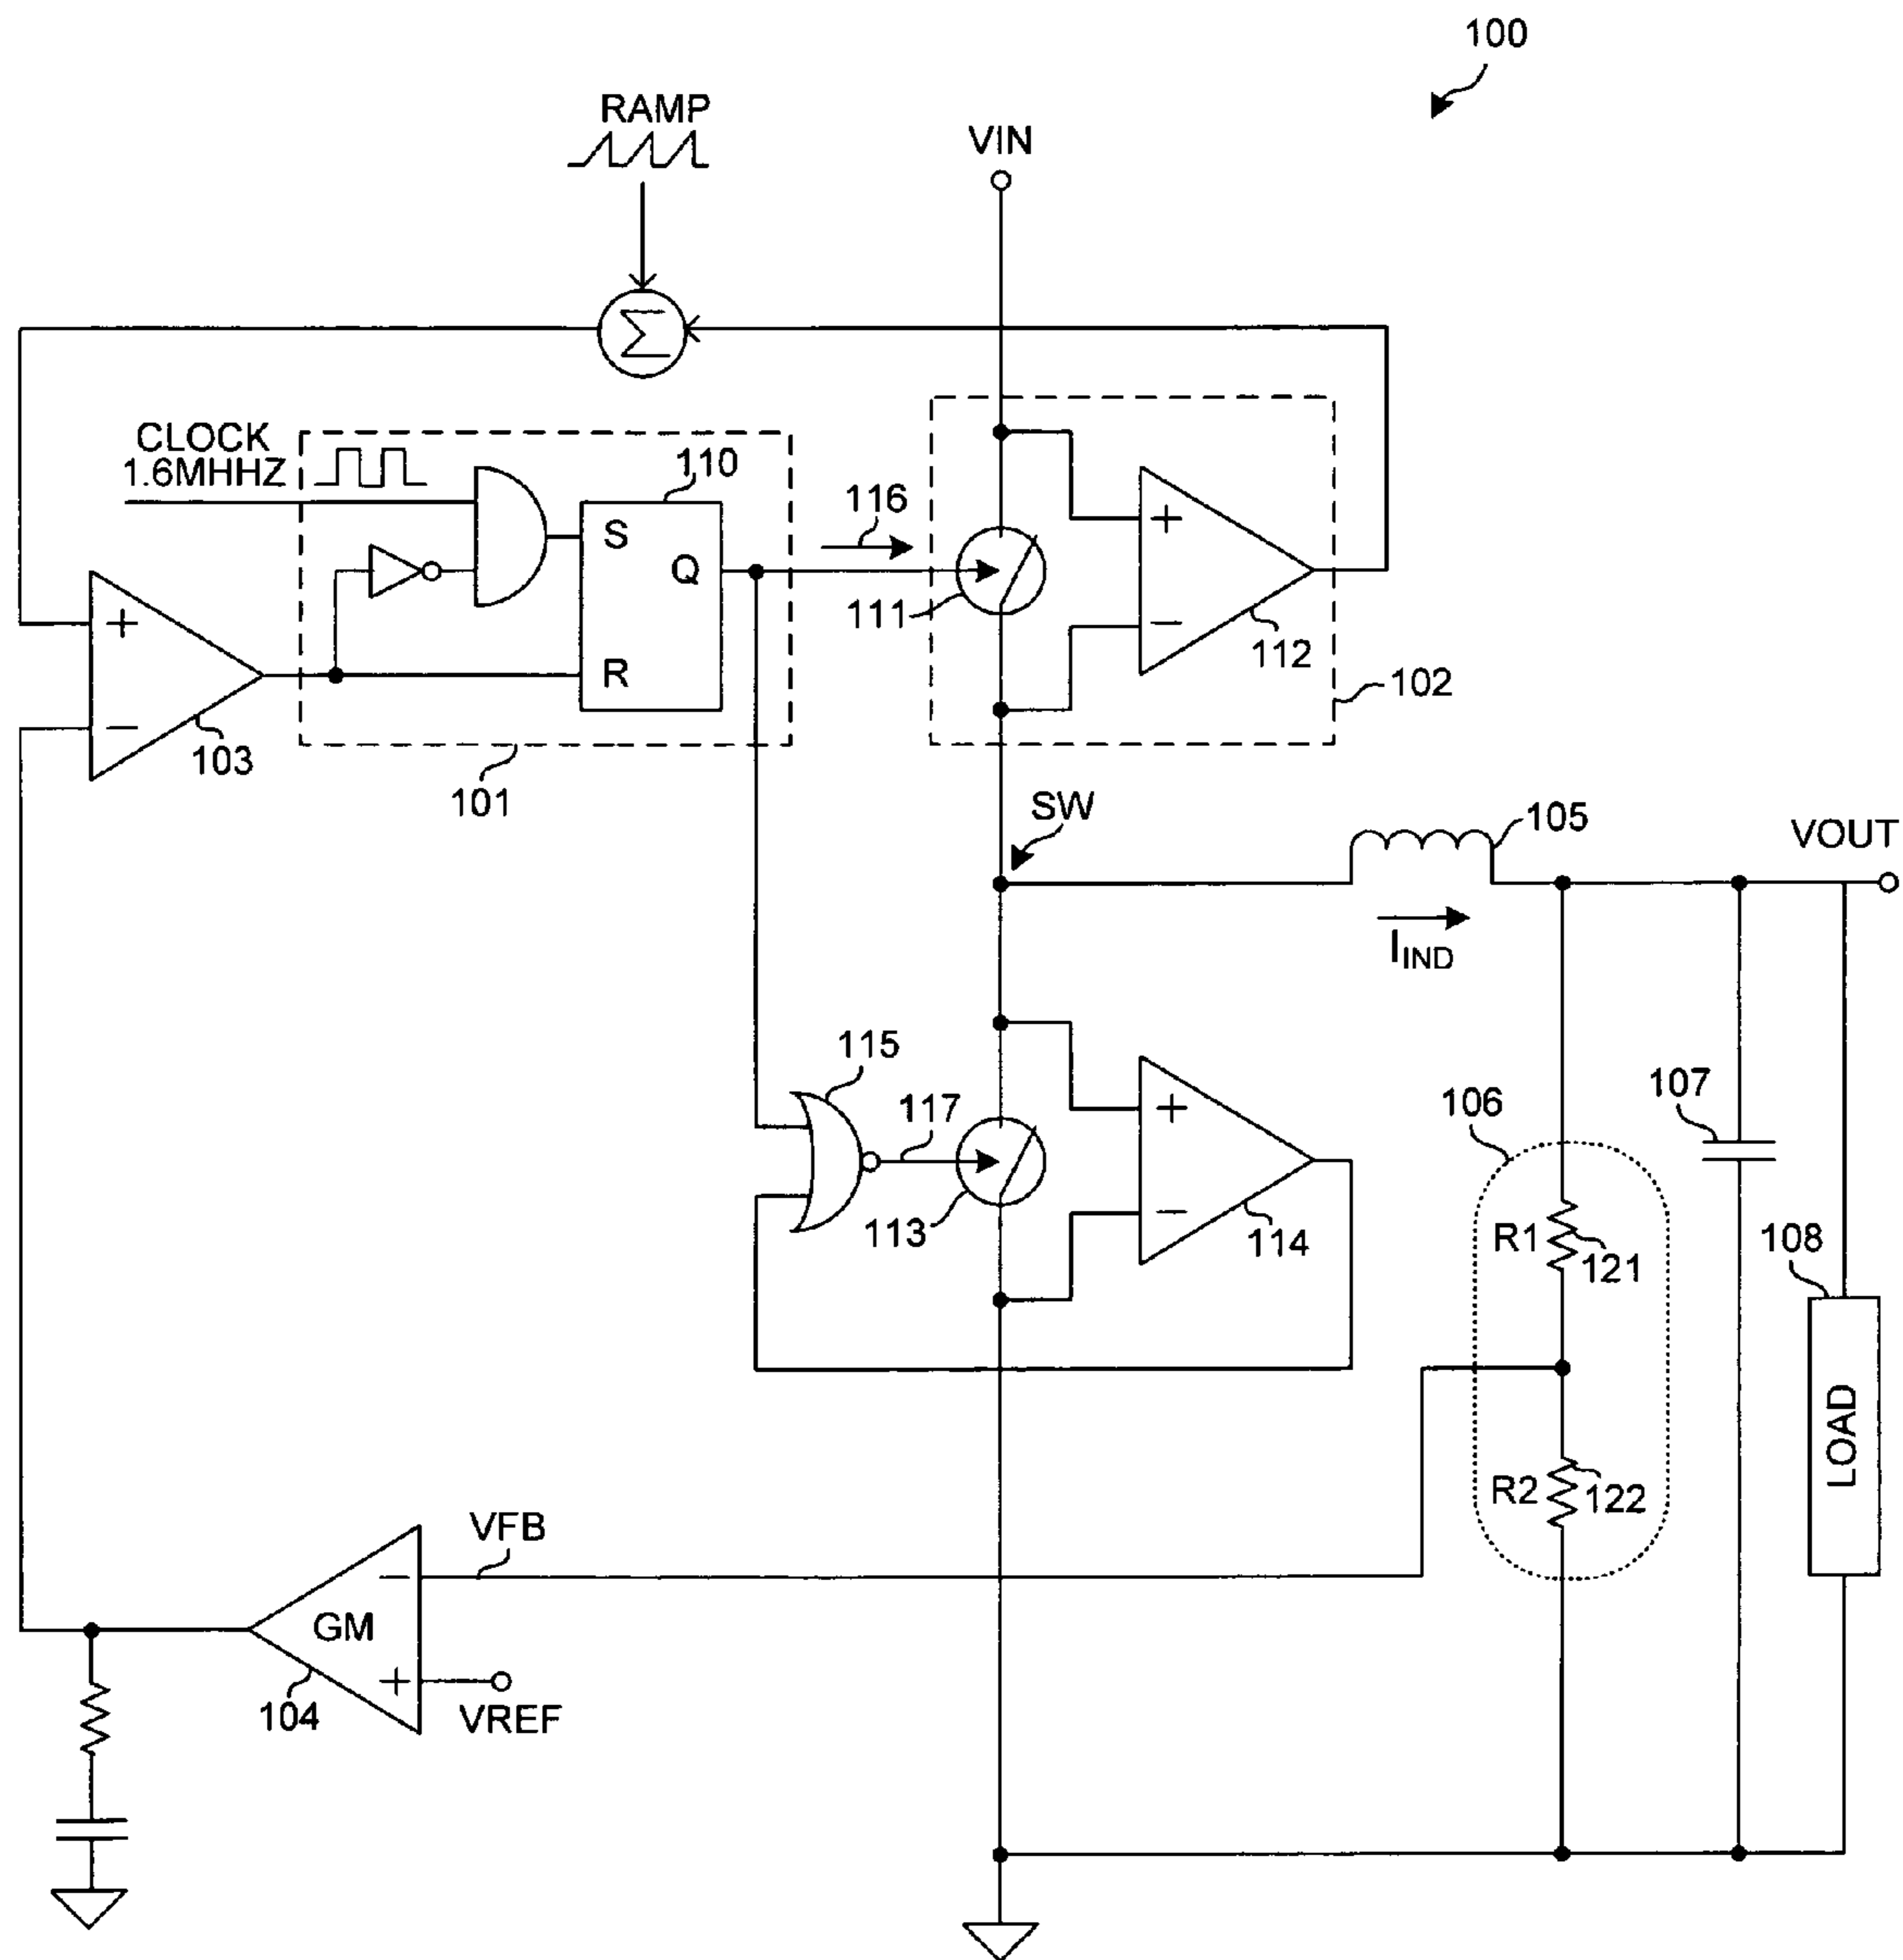 100
RAMP
VIN
Σ
CLOCK
1.6MHHZ
110
116
S
Q
R
+
−
111
+
−
112
102
103
101
SW
105
VOUT
I_IND
115
117
113
+
−
114
106
107
R1
121
108
R2
122
LOAD
VFB
−
GM
+
104
VREF